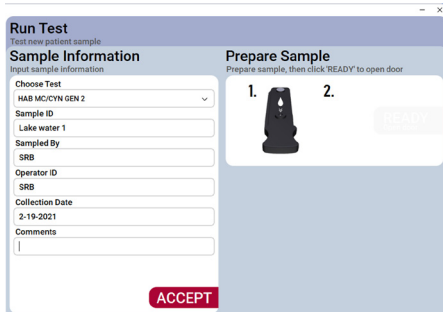 Run Test
Test new patient sample
Sample Information
Input sample information
Choose Test
HAB MC/CYN GEN 2
Sample ID
Lake water 1
Sampled By
SRB
Operator ID
SRB
Collection Date
2-19-2021
Comments
ACCEPT
Prepare Sample
Prepare sample, then click 'READY' to open door
1.
2.
READY